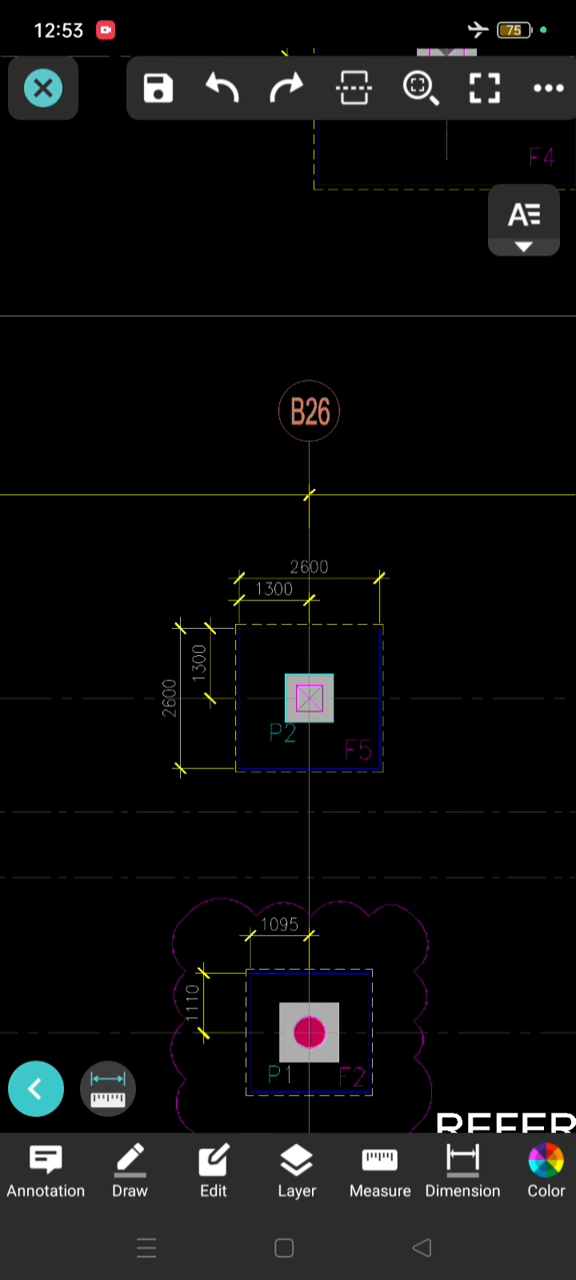 12:53
75
F4
A
B26
2600
1300
1300
2600
P2
F5
1095
1110
P1
F2
REFER
Annotation
Draw
Edit
Layer
Measure
Dimension
Color